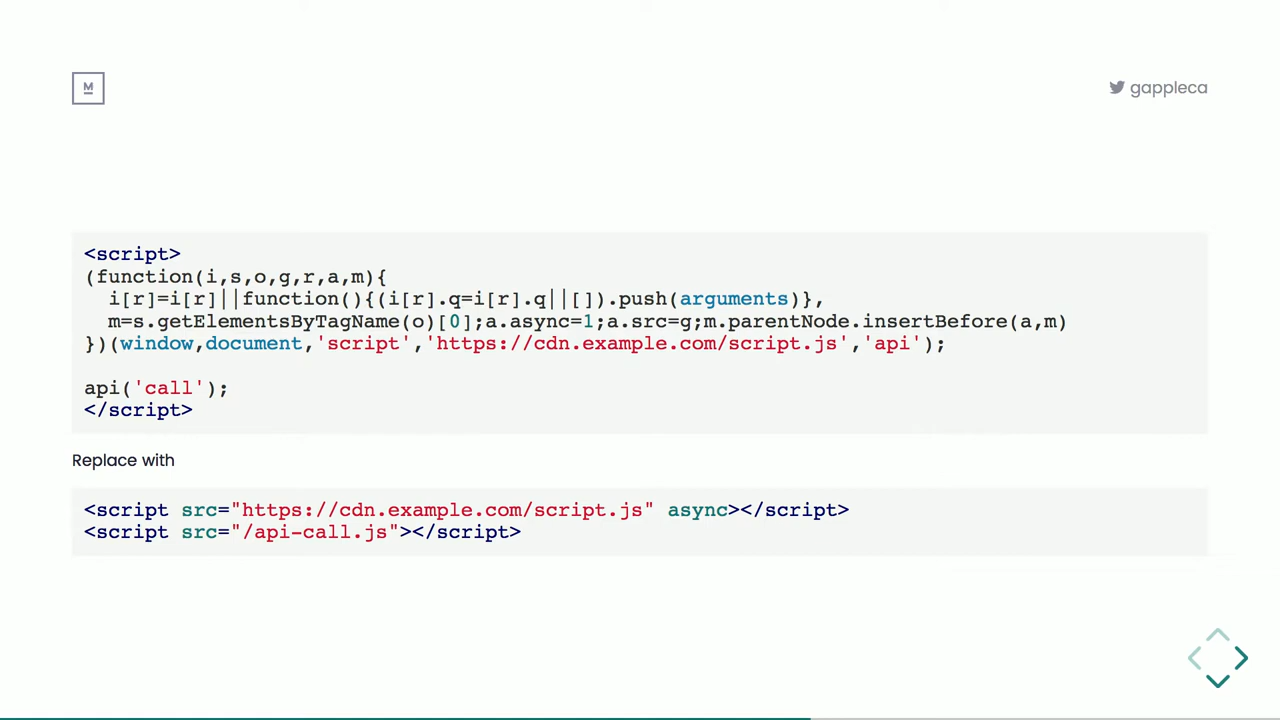 M
gappleca
<script>
(function(i,s,o,g,r,a,m){
  i[r]=i[r]||function(){(i[r].q=i[r].q||[]).push(arguments)},
  m=s.getElementsByTagName(o)[0];a.async=1;a.src=g;m.parentNode.insertBefore(a,m)
})(window,document,'script','https://cdn.example.com/script.js','api');
api('call');
</script>
Replace with
<script src="https://cdn.example.com/script.js" async></script>
<script src="/api-call.js"></script>